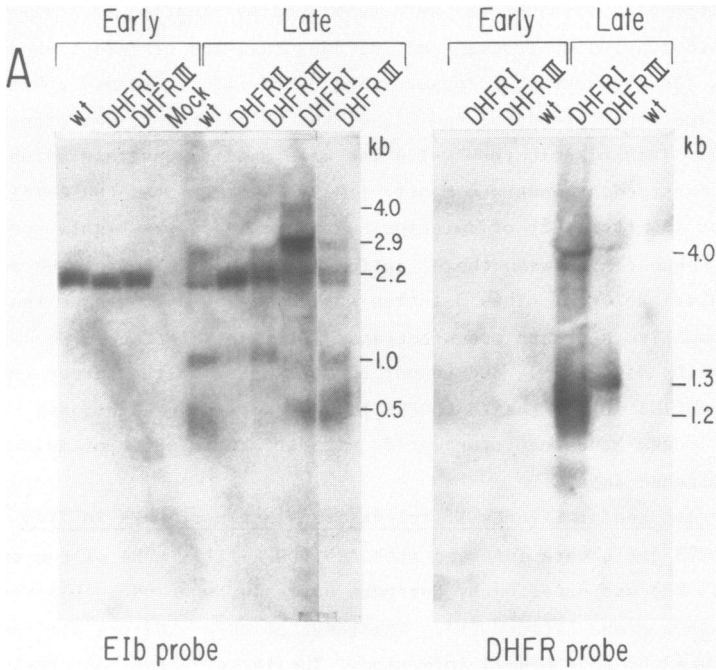 Early Late
A
wt DHFRI DHFRIII Mock wt DHFRII DHFRIII DHFRI DHFRIII
kb
4.0
2.9
2.2
1.0
0.5
EIb probe
Early Late
DHFRI DHFRIII wt DHFRI DHFRIII wt
kb
4.0
1.3
1.2
DHFR probe